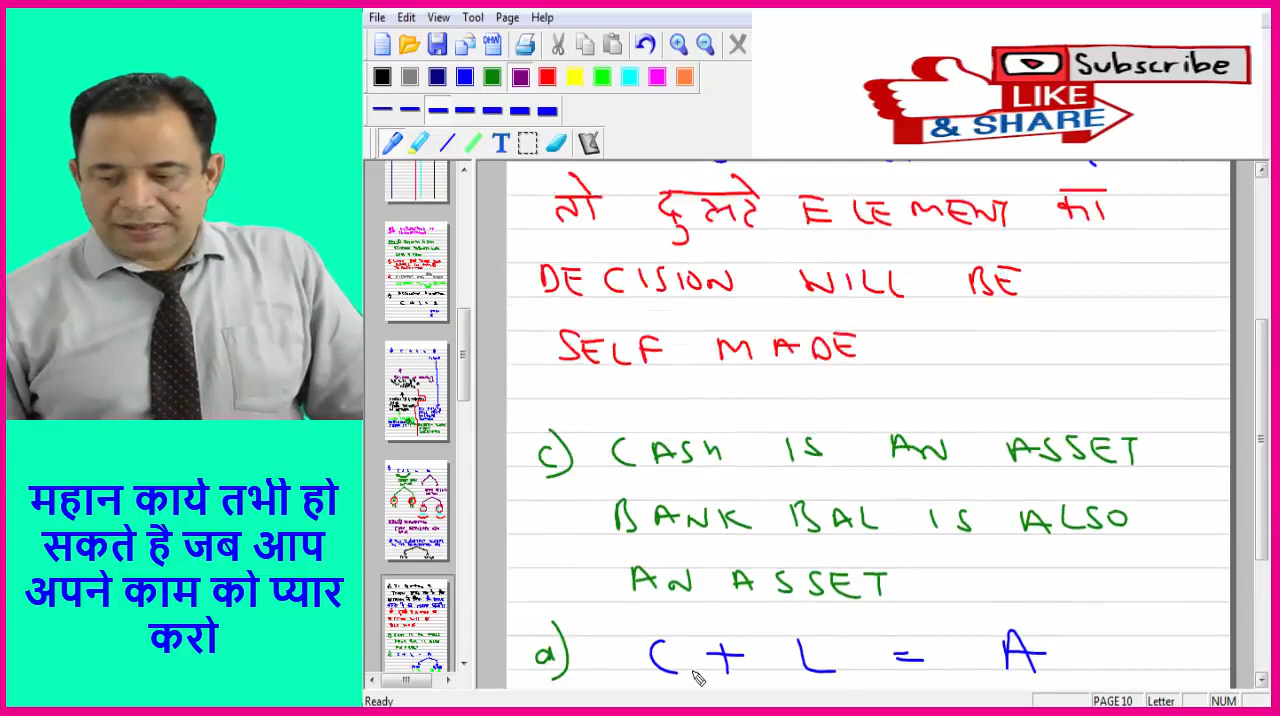 File Edit View Tool Page Help
Subscribe
LIKE
& SHARE
तो दुसरे ELEMENT का
DECISION WILL BE
SELF MADE
c) CASH IS AN ASSET
BANK BAL IS ALSO
AN ASSET
a) C + L = A
महान कार्य तभी हो
सकते है जब आप
अपने काम को प्यार
करो
Ready
PAGE 10 Letter NUM